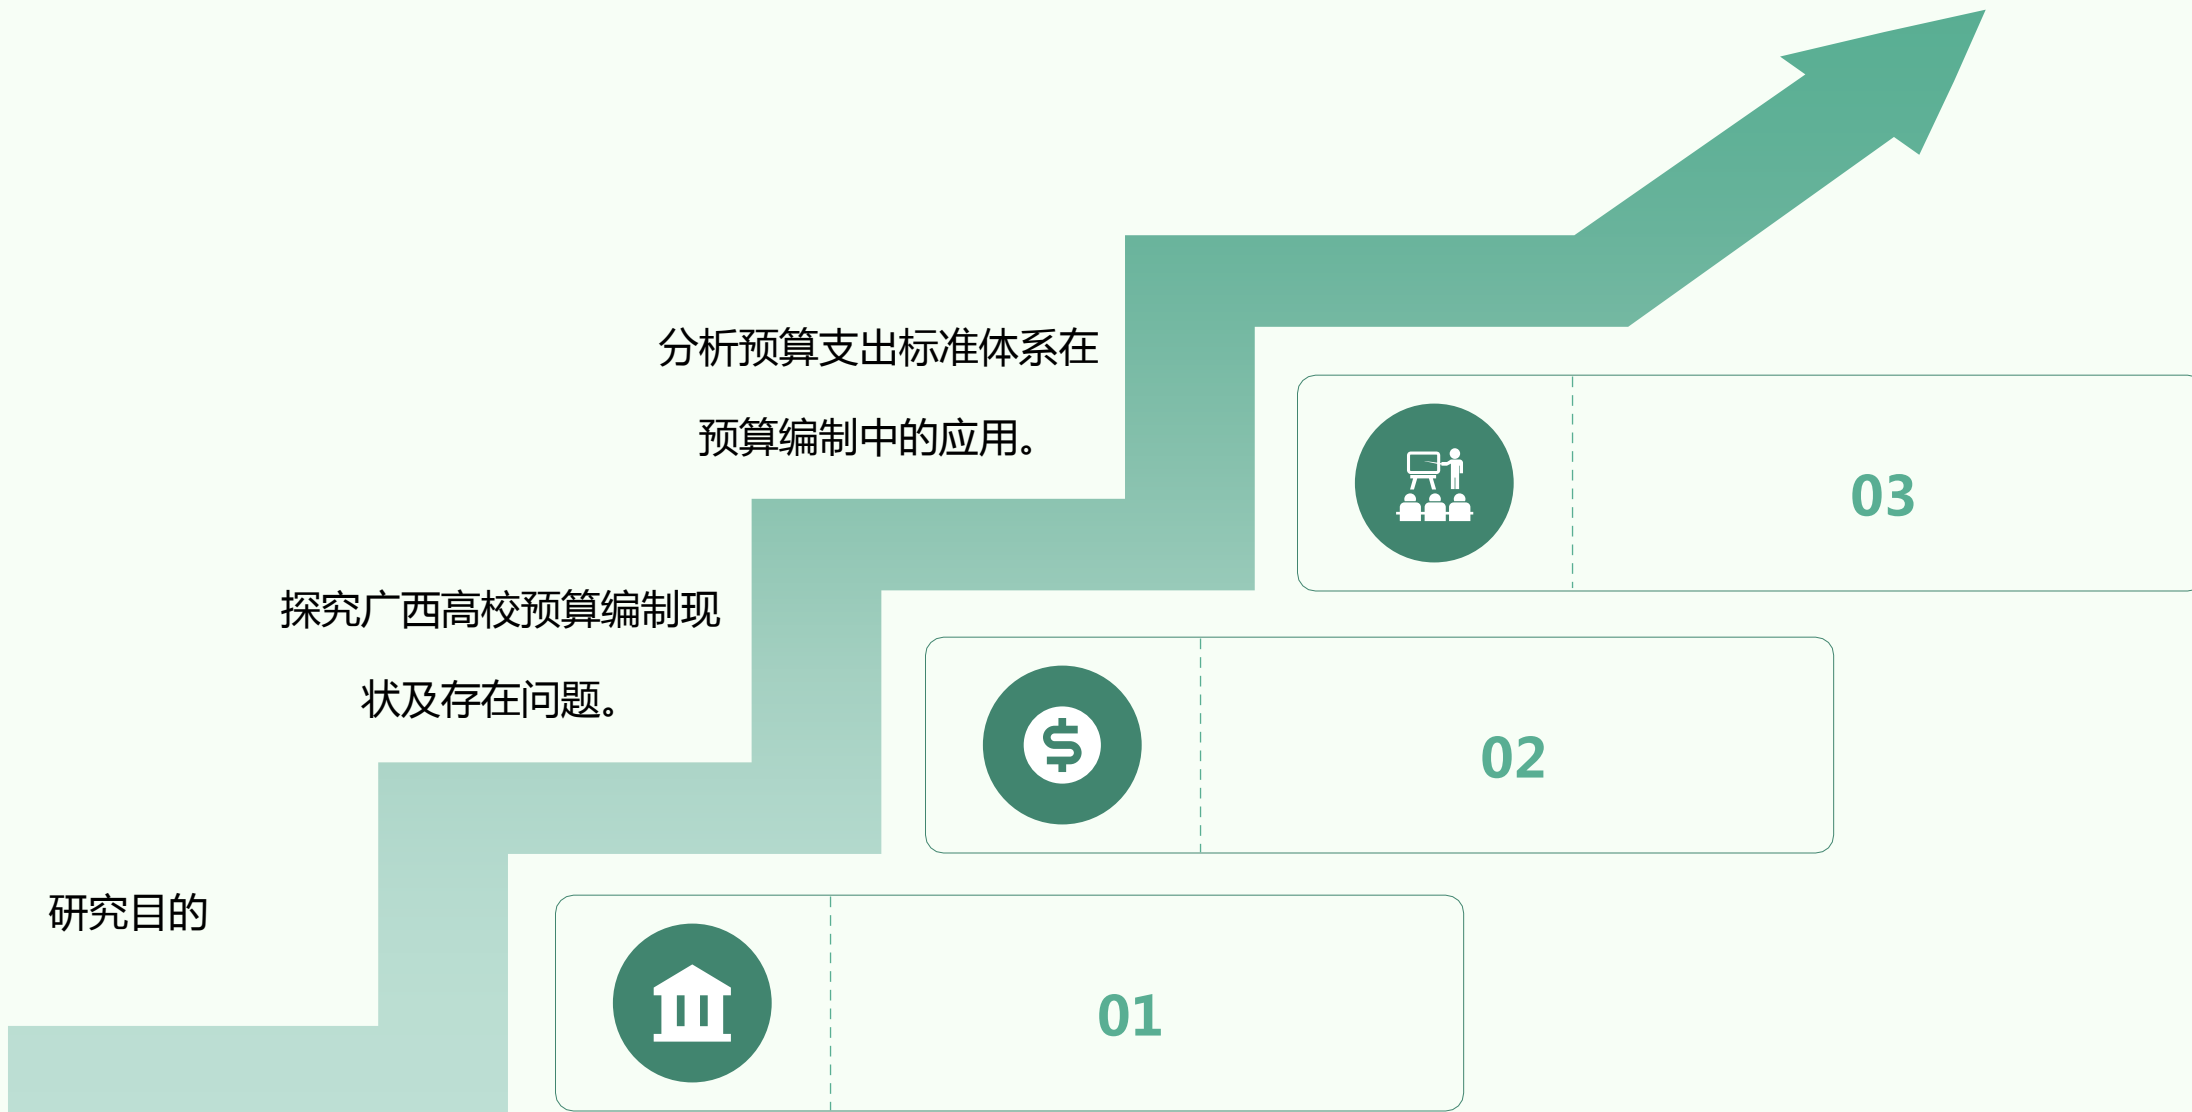 分析预算支出标准体系在
预算编制中的应用。
03
探究广西高校预算编制现
状及存在问题。
02
研究目的
01